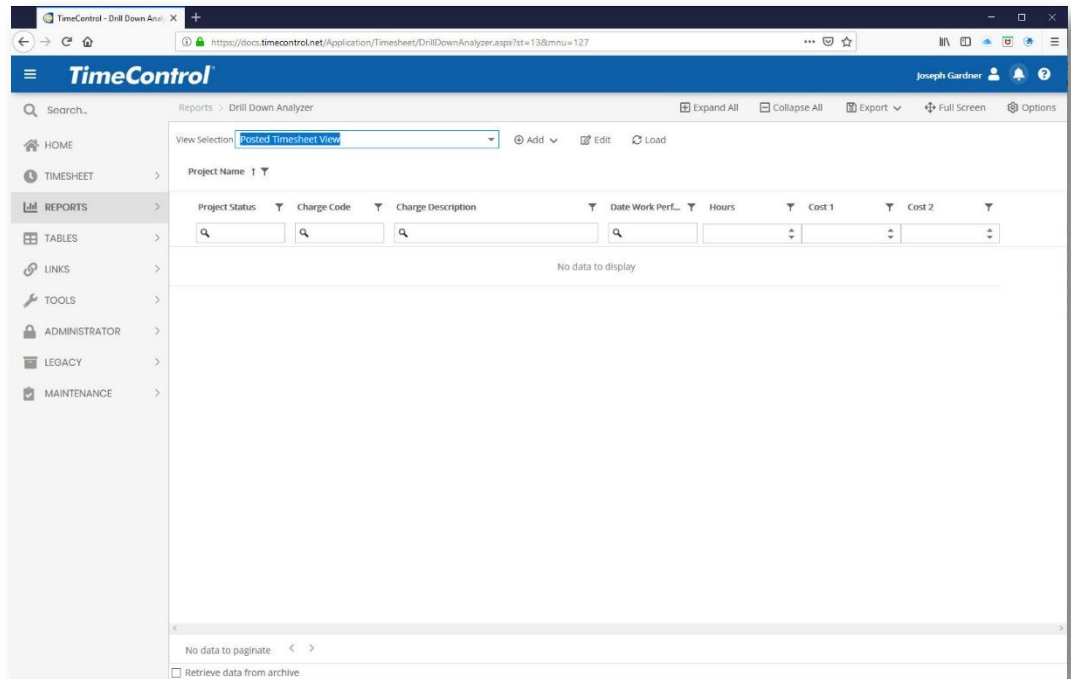 TimeControl - Drill Down Anal
https://docs.timecontrol.net/Application/Timesheet/DrillDownAnalyzer.aspx?st=13&mnu=127
TimeControl
Joseph Gardner
Search..
Reports > Drill Down Analyzer
Expand All
Collapse All
Export
Full Screen
Options
HOME
TIMESHEET
REPORTS
TABLES
LINKS
TOOLS
ADMINISTRATOR
LEGACY
MAINTENANCE
View Selection Posted Timesheet View
Add
Edit
Load
Project Name
Project Status
Charge Code
Charge Description
Date Work Perf...
Hours
Cost 1
Cost 2
No data to display
No data to paginate
Retrieve data from archive